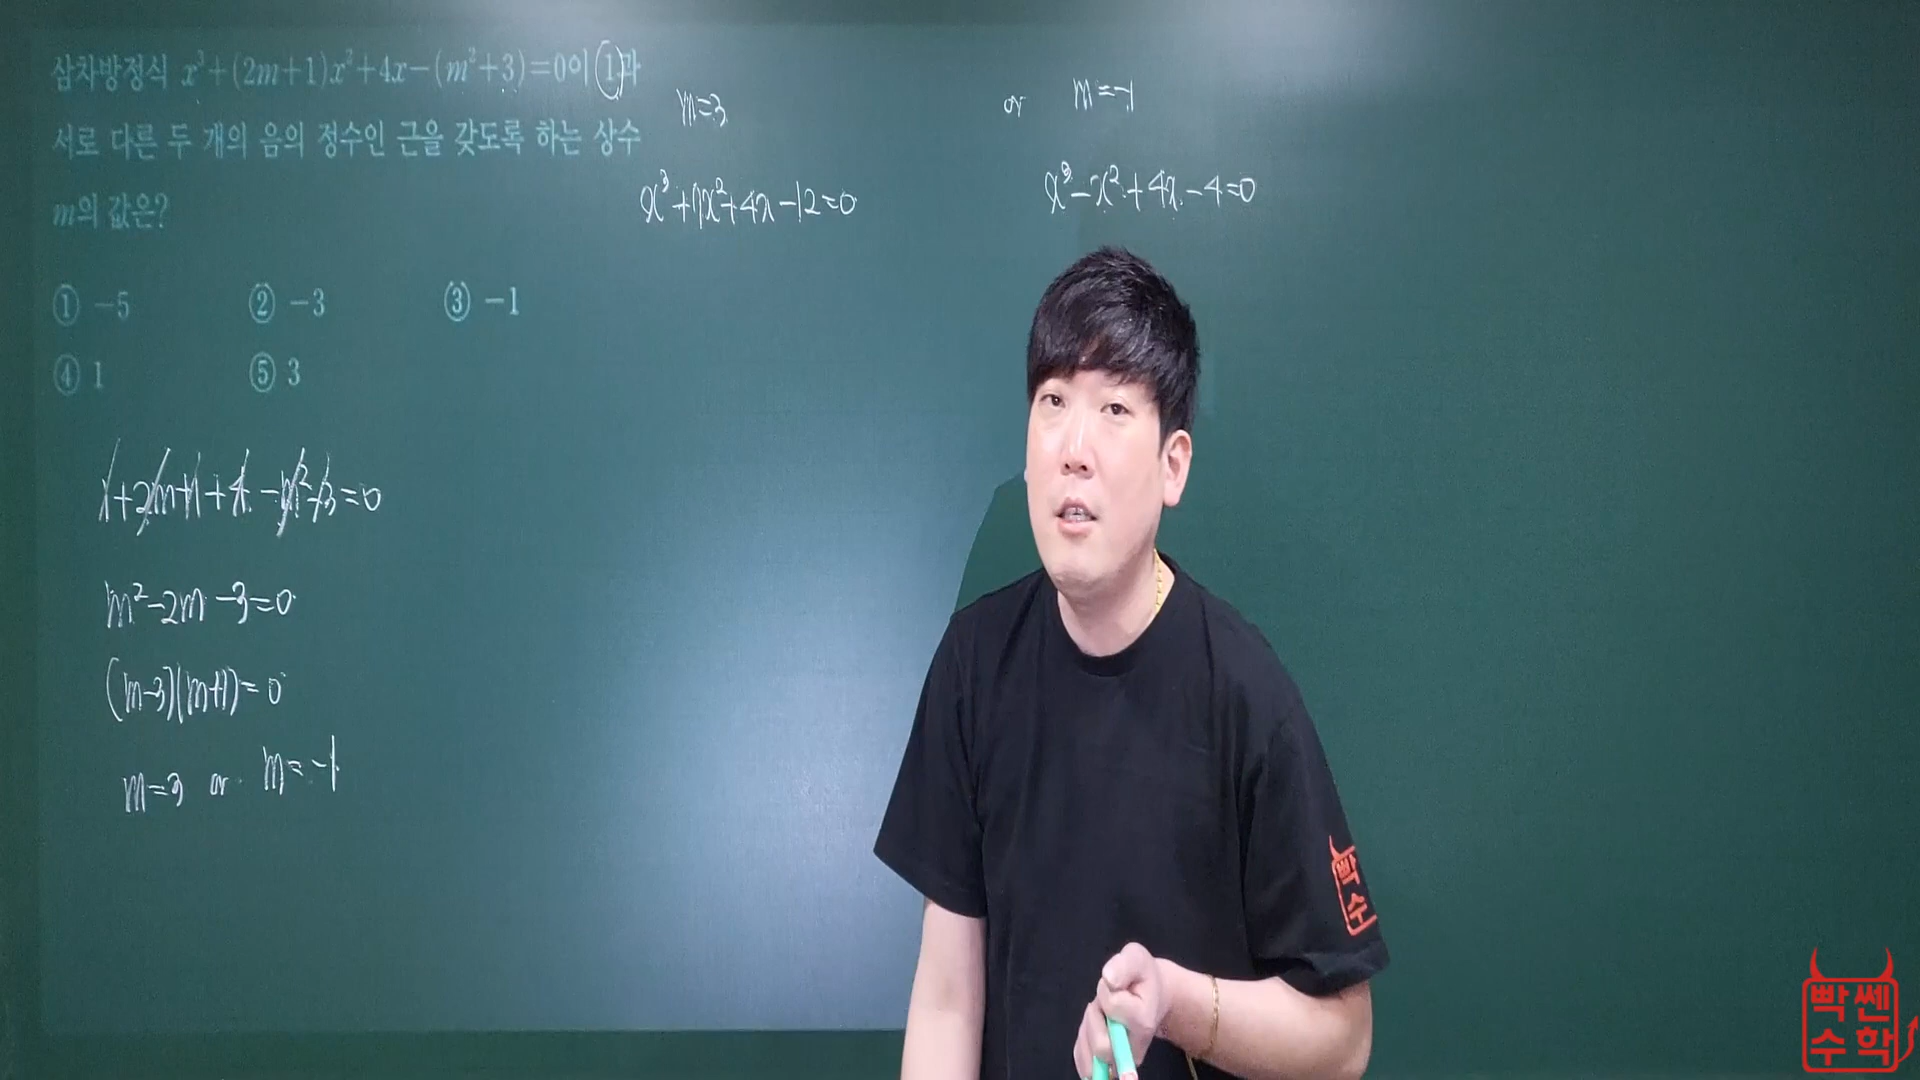 삼차방정식 x³+(2m+1)x²+4x−(m²+3)=0이 1과
서로 다른 두 개의 음의 정수인 근을 갖도록 하는 상수
m의 값은?
① −5 ② −3 ③ −1
④ 1 ⑤ 3
1+2m+1+4−m²−3=0
m²−2m−3=0
(m−3)(m+1)=0
m=3 or m=−1
m=3 or m=−1
x³+7x²+4x−12=0
x³−x²+4x−4=0
빡
수
빡쎈
수학